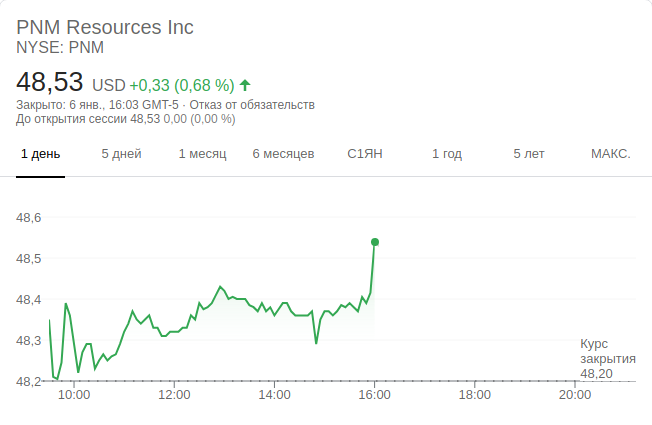 PNM Resources Inc
NYSE: PNM
48,53 USD +0,33 (0,68 %)
Закрыто: 6 янв., 16:03 GMT-5 · Отказ от обязательств
До открытия сессии 48,53 0,00 (0,00 %)
1 день 5 дней 1 месяц 6 месяцев С1ЯН 1 год 5 лет МАКС.
48,6
48,5
48,4
48,3
48,2
Курс
закрытия
48,20
10:00 12:00 14:00 16:00 18:00 20:00